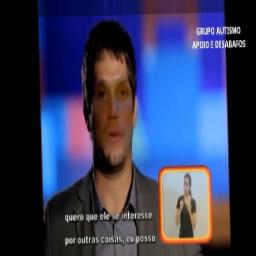 GRUPO AUTISMO
APOIO E DESABAFOS
quero que ele se interesse
por outras coisas, eu posso